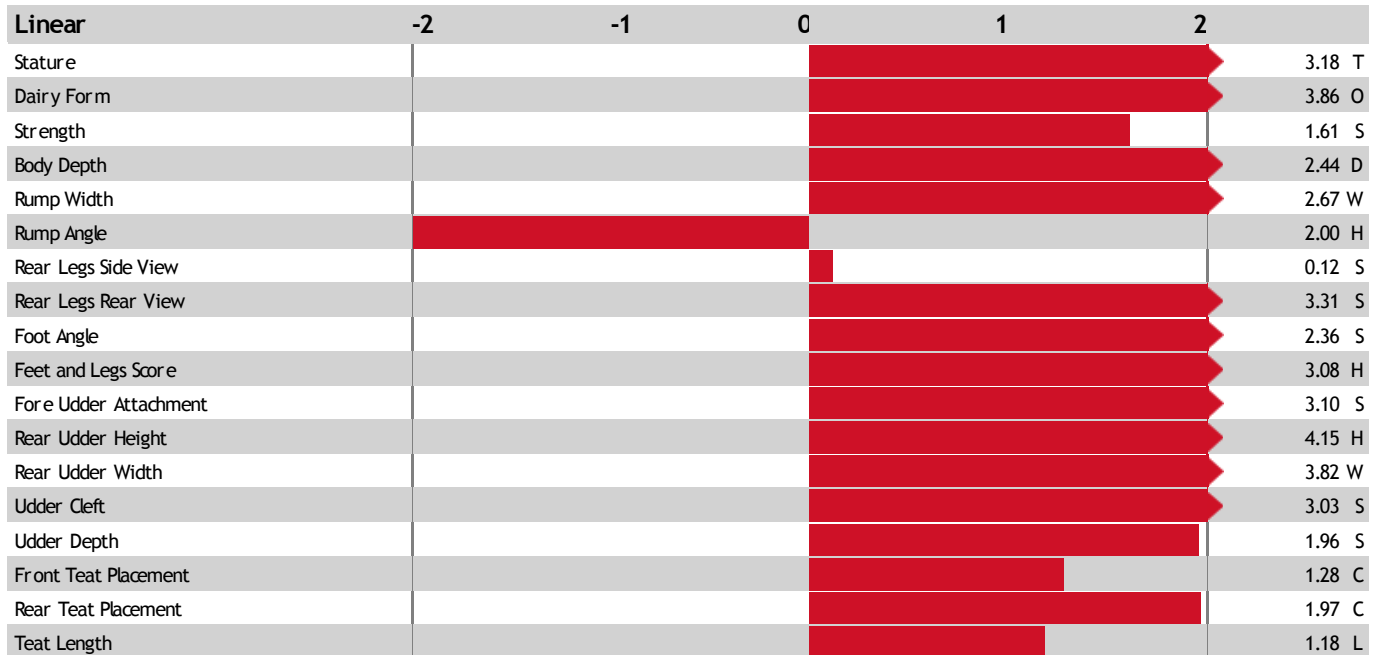 Linear -2 -1 0 1 2
Stature 3.18 T
Dairy Form 3.86 O
Strength 1.61 S
Body Depth 2.44 D
Rump Width 2.67 W
Rump Angle 2.00 H
Rear Legs Side View 0.12 S
Rear Legs Rear View 3.31 S
Foot Angle 2.36 S
Feet and Legs Score 3.08 H
Fore Udder Attachment 3.10 S
Rear Udder Height 4.15 H
Rear Udder Width 3.82 W
Udder Cleft 3.03 S
Udder Depth 1.96 S
Front Teat Placement 1.28 C
Rear Teat Placement 1.97 C
Teat Length 1.18 L